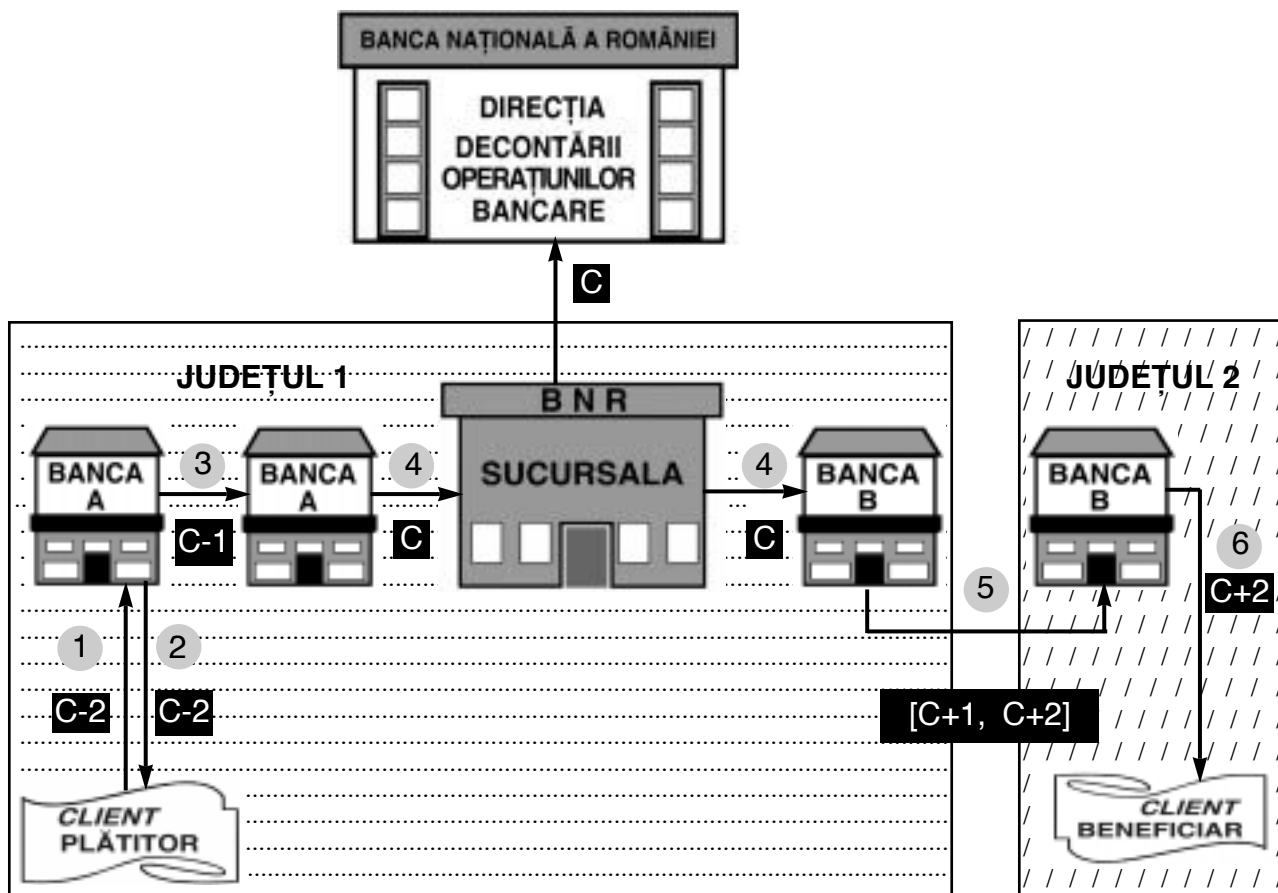 BANCA NAȚIONALĂ A ROMÂNIEI
DIRECȚIA
DECONTĂRII
OPERAȚIUNILOR
BANCARE
C
JUDEȚUL 1
JUDEȚUL 2
B N R
SUCURSALA
BANCA
A
3
C-1
BANCA
A
4
C
4
C
BANCA
B
BANCA
B
5
6
C+2
1
C-2
2
C-2
[C+1, C+2]
CLIENT
PLĂTITOR
CLIENT
BENEFICIAR